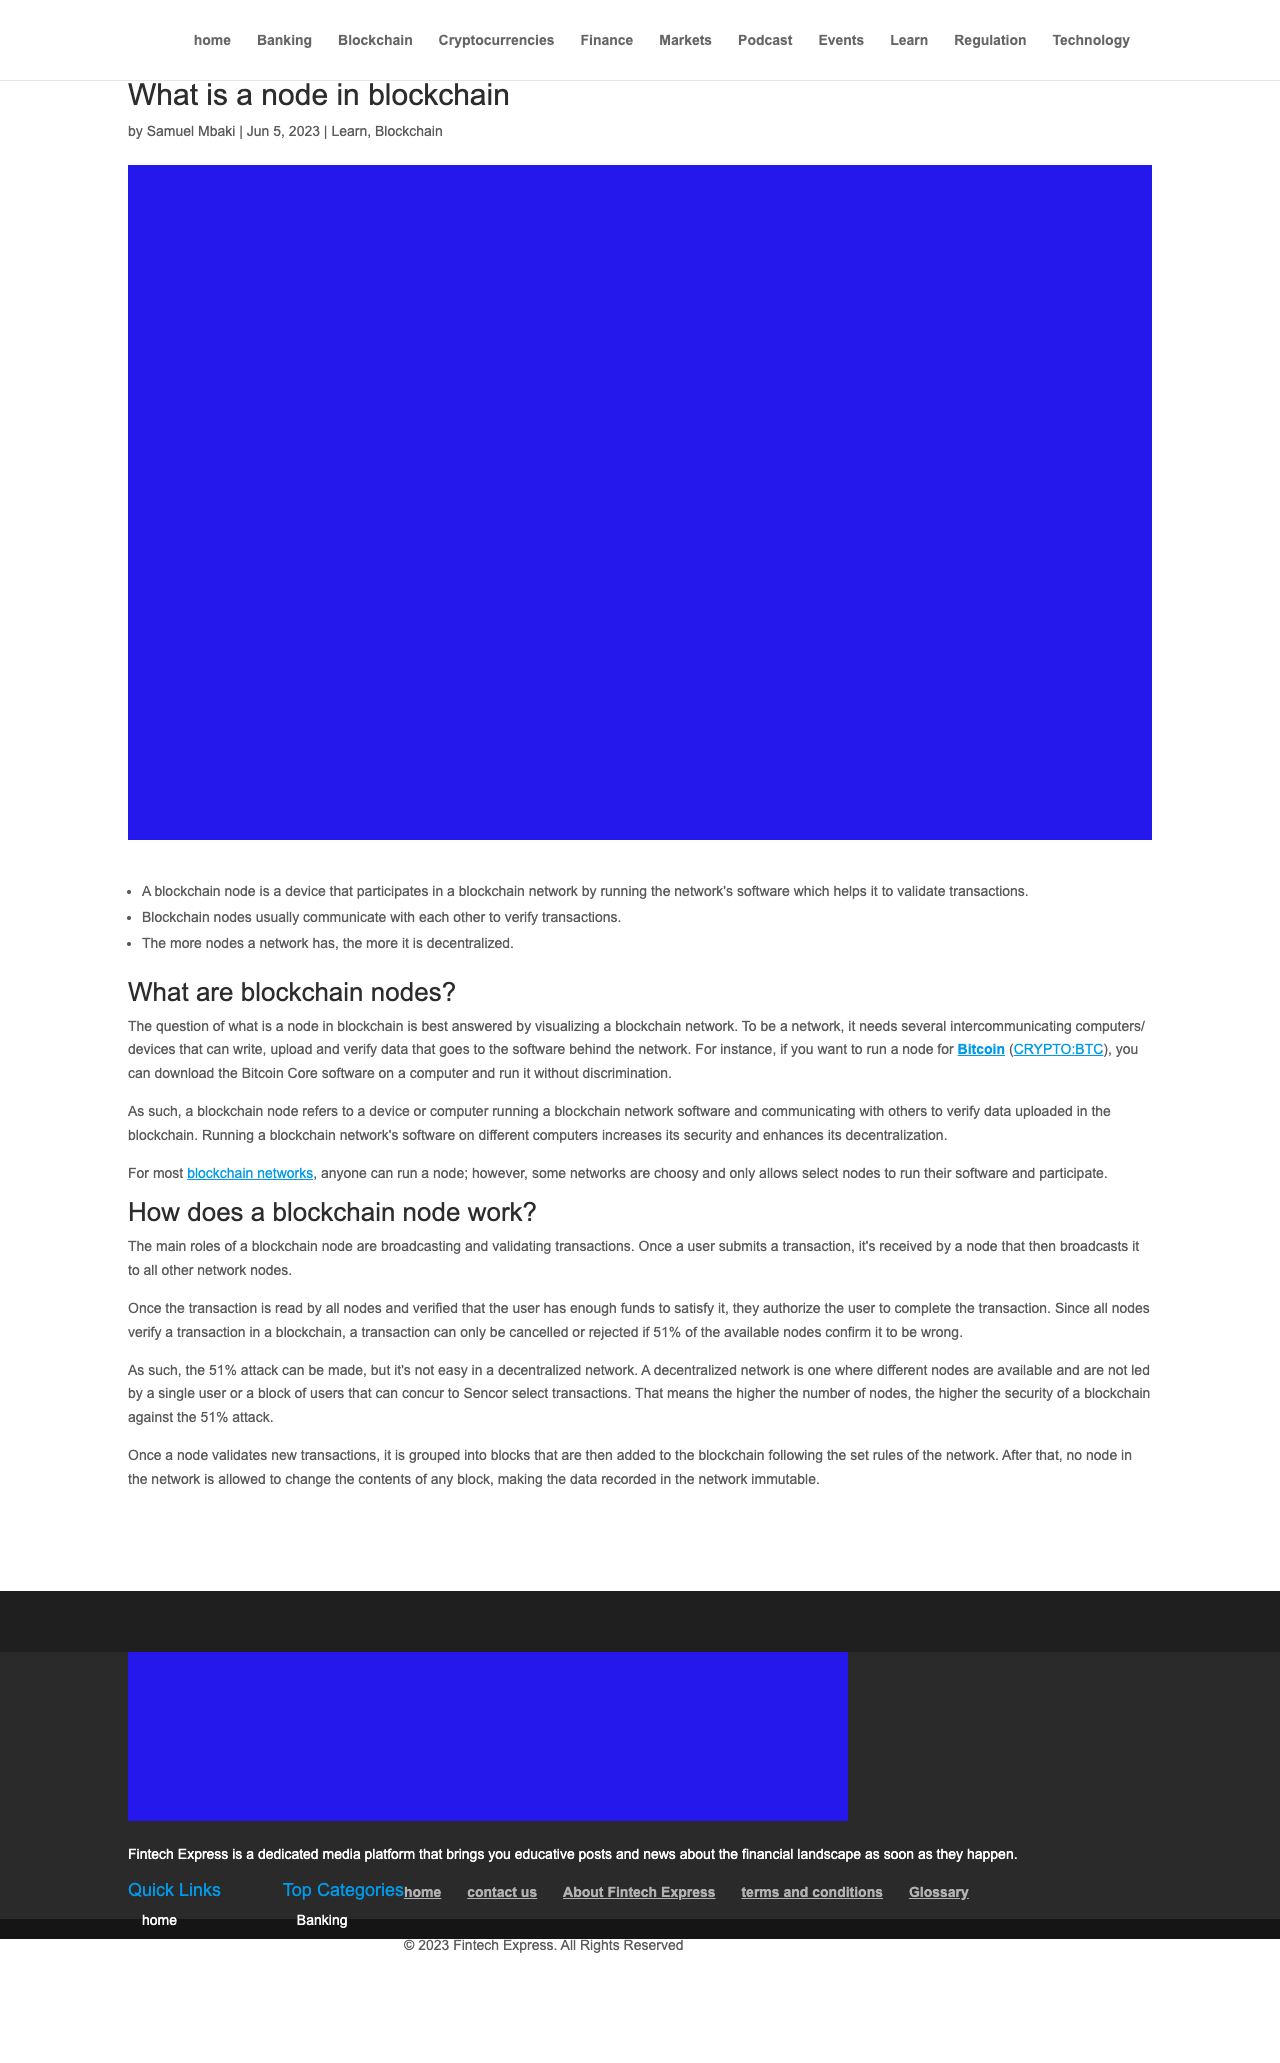 home Banking Blockchain Cryptocurrencies Finance Markets Podcast Events Learn Regulation Technology
What is a node in blockchain
by Samuel Mbaki | Jun 5, 2023 | Learn, Blockchain
• A blockchain node is a device that participates in a blockchain network by running the network's software which helps it to validate transactions.
• Blockchain nodes usually communicate with each other to verify transactions.
• The more nodes a network has, the more it is decentralized.
What are blockchain nodes?
The question of what is a node in blockchain is best answered by visualizing a blockchain network. To be a network, it needs several intercommunicating computers/
devices that can write, upload and verify data that goes to the software behind the network. For instance, if you want to run a node for Bitcoin (CRYPTO:BTC), you
can download the Bitcoin Core software on a computer and run it without discrimination.
As such, a blockchain node refers to a device or computer running a blockchain network software and communicating with others to verify data uploaded in the
blockchain. Running a blockchain network's software on different computers increases its security and enhances its decentralization.
For most blockchain networks, anyone can run a node; however, some networks are choosy and only allows select nodes to run their software and participate.
How does a blockchain node work?
The main roles of a blockchain node are broadcasting and validating transactions. Once a user submits a transaction, it's received by a node that then broadcasts it
to all other network nodes.
Once the transaction is read by all nodes and verified that the user has enough funds to satisfy it, they authorize the user to complete the transaction. Since all nodes
verify a transaction in a blockchain, a transaction can only be cancelled or rejected if 51% of the available nodes confirm it to be wrong.
As such, the 51% attack can be made, but it's not easy in a decentralized network. A decentralized network is one where different nodes are available and are not led
by a single user or a block of users that can concur to Sencor select transactions. That means the higher the number of nodes, the higher the security of a blockchain
against the 51% attack.
Once a node validates new transactions, it is grouped into blocks that are then added to the blockchain following the set rules of the network. After that, no node in
the network is allowed to change the contents of any block, making the data recorded in the network immutable.
Fintech Express is a dedicated media platform that brings you educative posts and news about the financial landscape as soon as they happen.
Quick Links Top Categories home contact us About Fintech Express terms and conditions Glossary
home Banking
© 2023 Fintech Express. All Rights Reserved